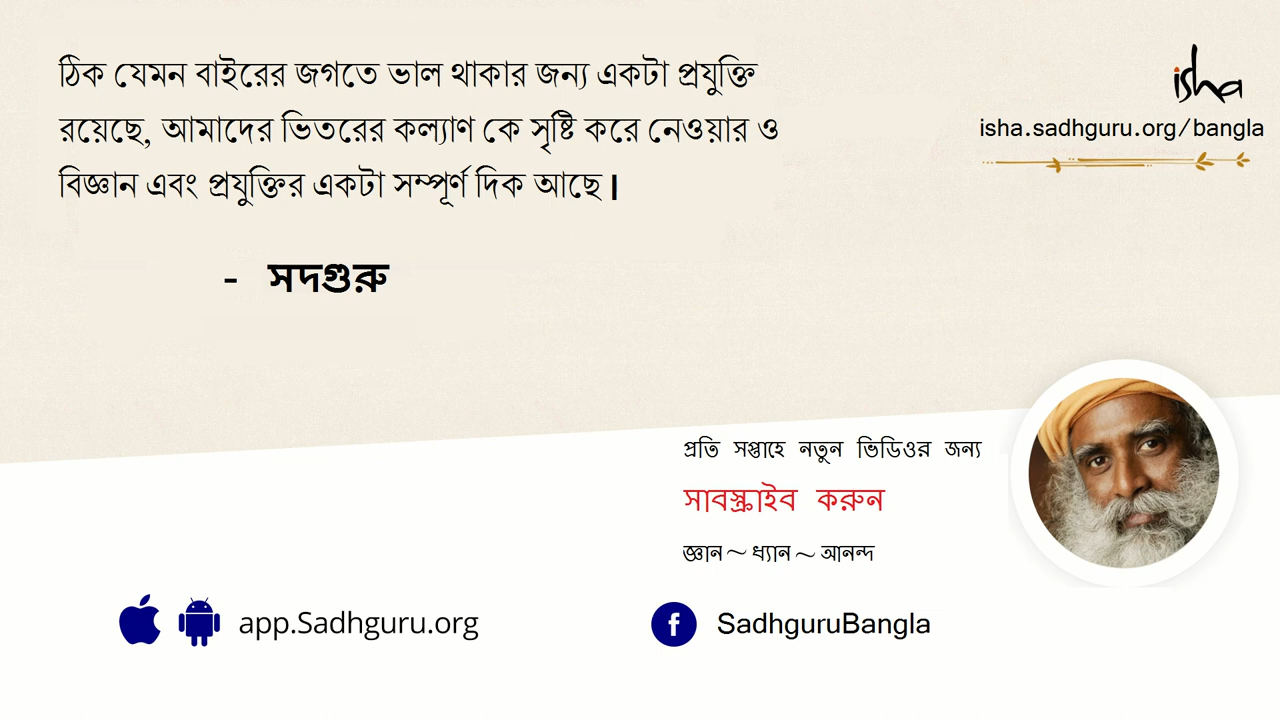 ঠিক যেমন বাইরের জগতে ভাল থাকার জন্য একটা প্রযুক্তি
রয়েছে, আমাদের ভিতরের কল্যাণ কে সৃষ্টি করে নেওয়ার ও
বিজ্ঞান এবং প্রযুক্তির একটা সম্পূর্ণ দিক আছে।
- সদগুরু
isha
isha.sadhguru.org/bangla
প্রতি সপ্তাহে নতুন ভিডিওর জন্য
সাবস্ক্রাইব করুন
জ্ঞান ~ ধ্যান ~ আনন্দ
app.Sadhguru.org
f SadhguruBangla